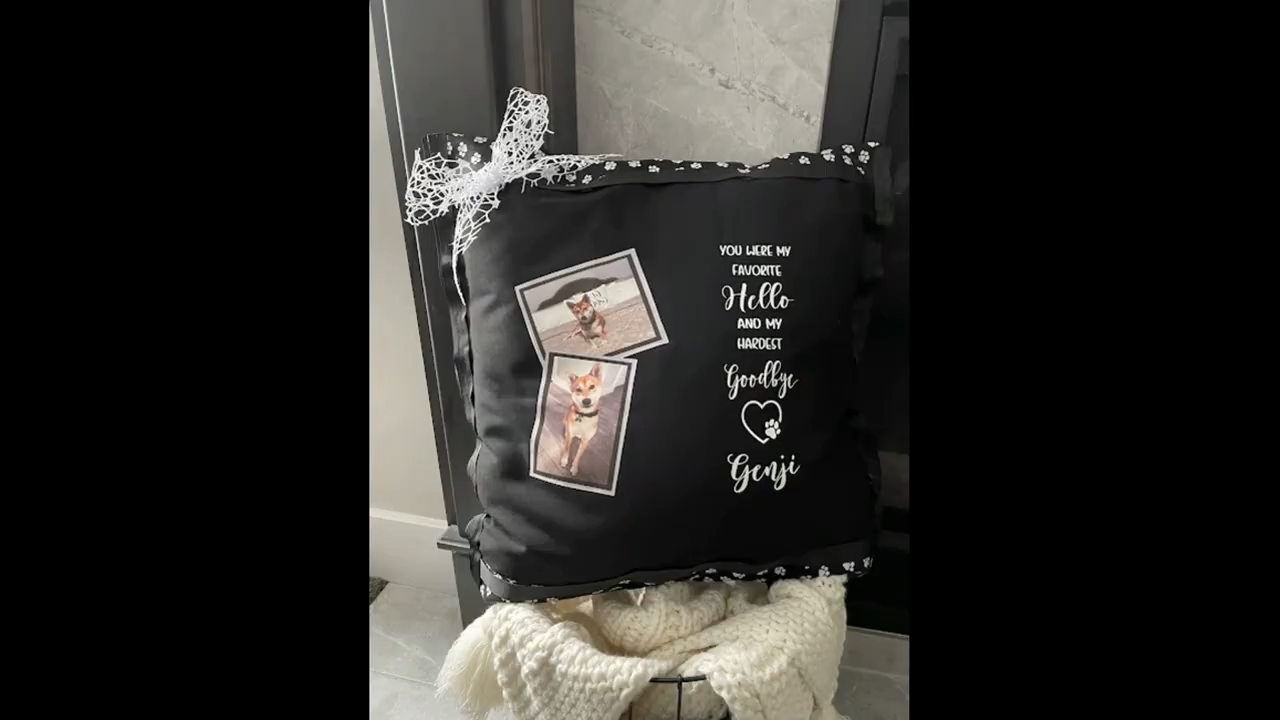 YOU WERE MY
FAVORITE
Hello
AND MY
HARDEST
Goodbye
Genji